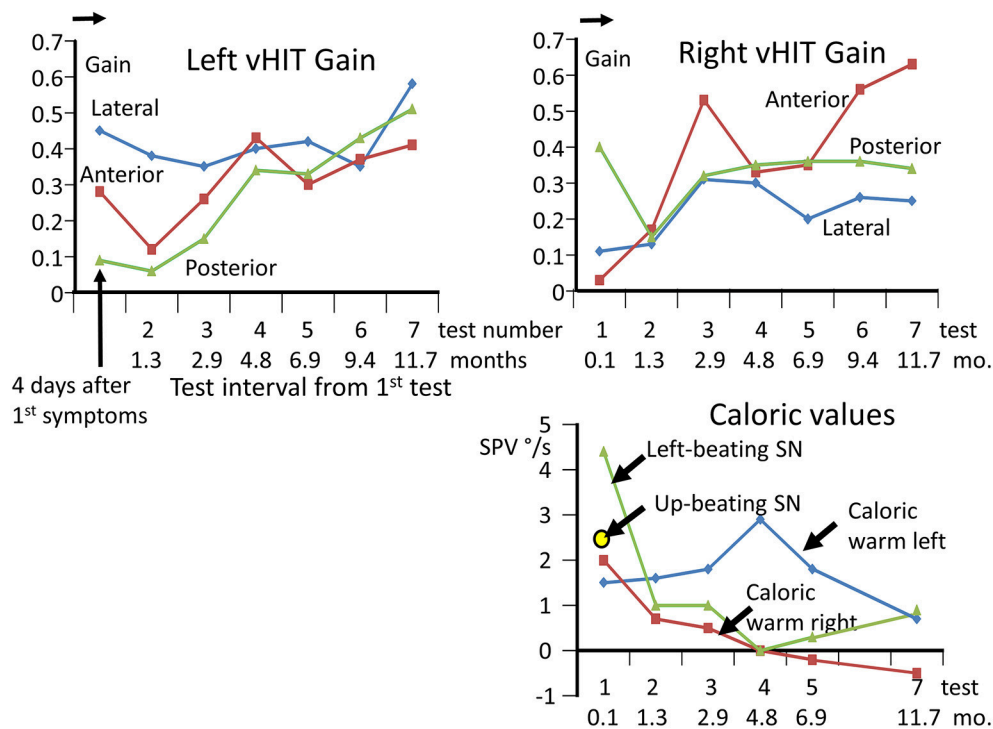 Left vHIT Gain
Gain
0.7
0.6
0.5
0.4
0.3
0.2
0.1
0
Lateral
Anterior
Posterior
2 3 4 5 6 7 test number
1.3 2.9 4.8 6.9 9.4 11.7 months
4 days after
1st symptoms
Test interval from 1st test
Right vHIT Gain
Gain
0.7
0.6
0.5
0.4
0.3
0.2
0.1
0
Anterior
Posterior
Lateral
1 2 3 4 5 6 7 test
0.1 1.3 2.9 4.8 6.9 9.4 11.7 mo.
Caloric values
SPV °/s
5
4
3
2
1
0
-1
Left-beating SN
Up-beating SN
Caloric
warm left
Caloric
warm right
1 2 3 4 5 7 test
0.1 1.3 2.9 4.8 6.9 11.7 mo.